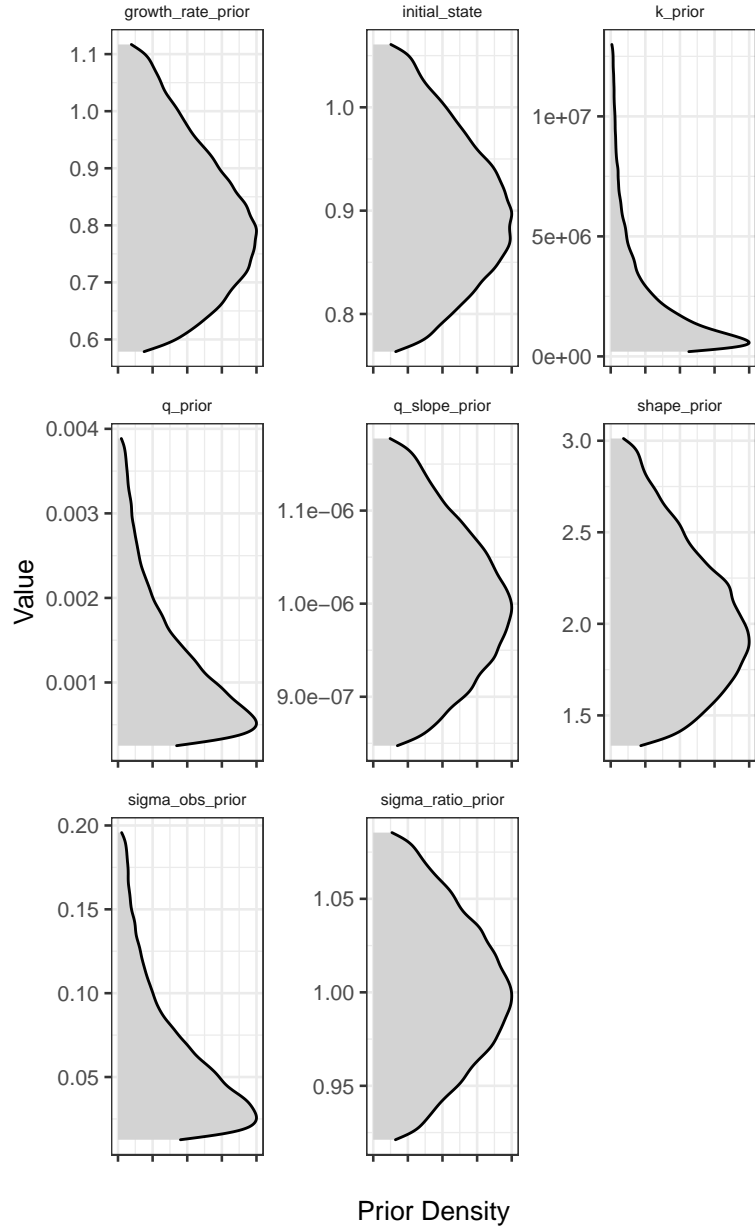 growth_rate_prior
initial_state
k_prior
1.1
1.0
0.9
0.8
0.7
0.6
1.0
0.9
0.8
1e+07
5e+06
0e+00
q_prior
q_slope_prior
shape_prior
0.004
0.003
0.002
0.001
1.1e−06
1.0e−06
9.0e−07
3.0
2.5
2.0
1.5
Value
sigma_obs_prior
sigma_ratio_prior
0.20
0.15
0.10
0.05
1.05
1.00
0.95
Prior Density